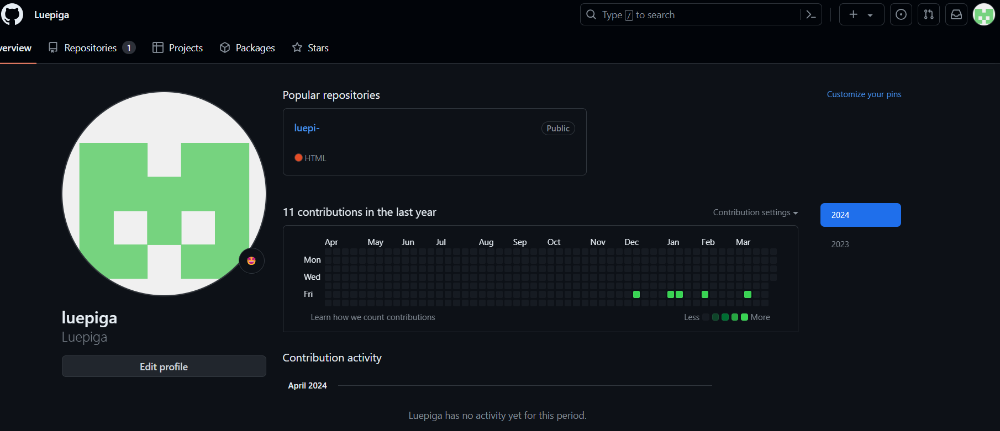 Luepiga
Type / to search
verview
Repositories 1
Projects
Packages
Stars
Popular repositories
Customize your pins
luepi-
Public
HTML
11 contributions in the last year
Contribution settings
2024
2023
Apr May Jun Jul Aug Sep Oct Nov Dec Jan Feb Mar
Mon
Wed
Fri
Learn how we count contributions
Less More
luepiga
Luepiga
Edit profile
Contribution activity
April 2024
Luepiga has no activity yet for this period.